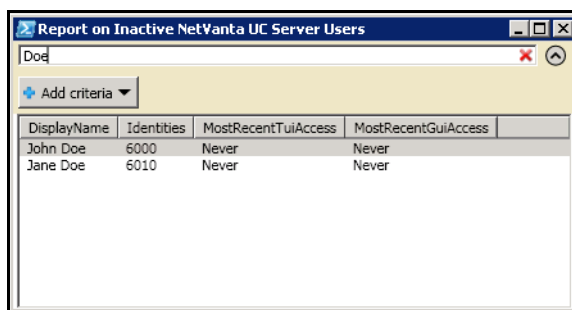 Report on Inactive NetVanta UC Server Users
Doe
Add criteria
DisplayName Identities MostRecentTuiAccess MostRecentGuiAccess
John Doe 6000 Never Never
Jane Doe 6010 Never Never